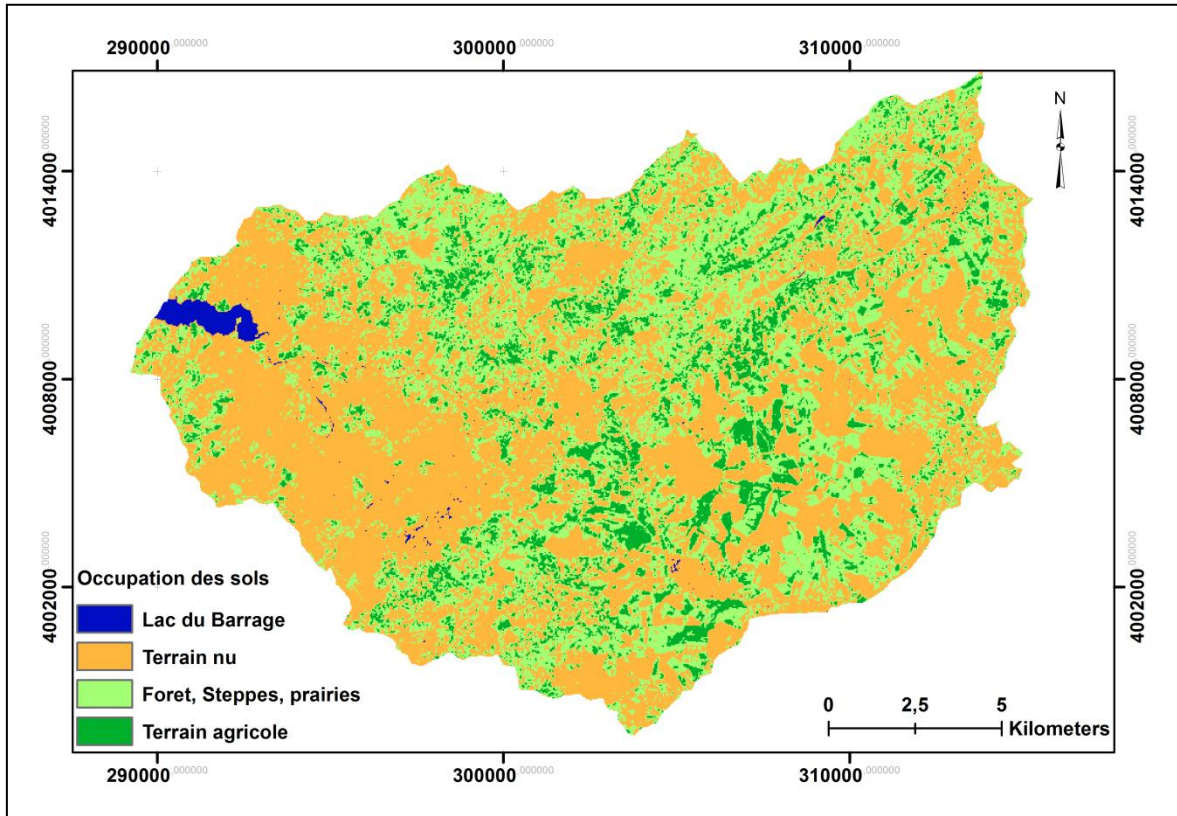 290000,000000 300000,000000 310000,000000
N
4014000,000000
4014000,000000
4008000,000000
4008000,000000
4002000,000000
4002000,000000
Occupation des sols
Lac du Barrage
Terrain nu
Foret, Steppes, prairies
Terrain agricole
0 2,5 5
Kilometers
290000,000000 300000,000000 310000,000000